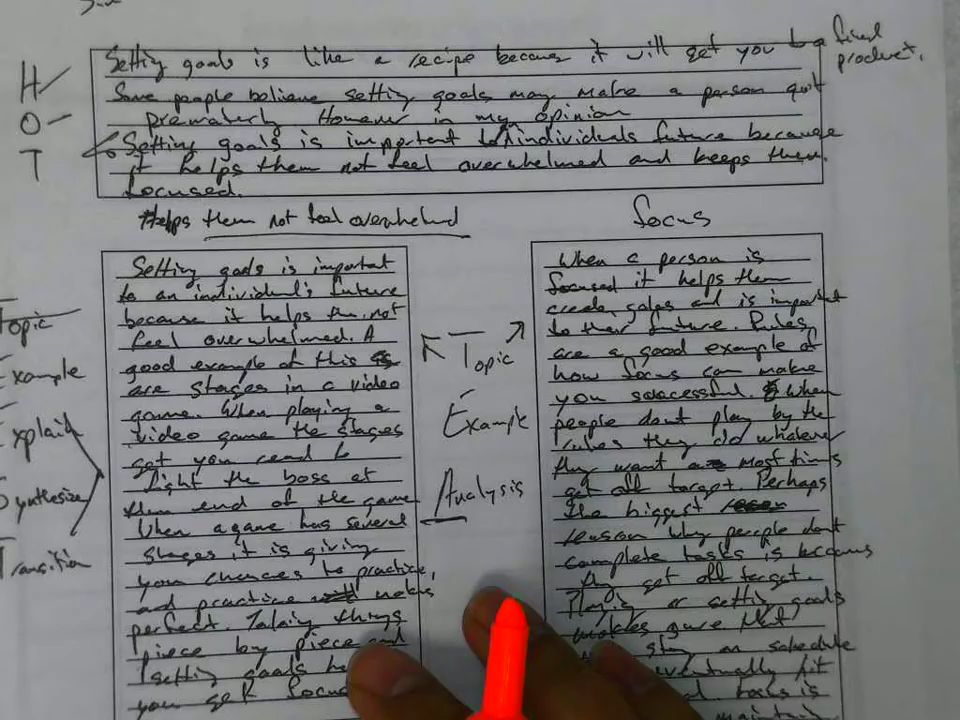 H
O
T
Setting goals is like a recipe because it will get you to a final product.
Some people believe setting goals may make a person quit
prematurly However in my opinion
Setting goals is important to individuals future because
it helps them not feel overwhelmed and keeps them
focused.
Helps them not feel overwhelmed
focus
Setting goals is important
to an individual's future
because it helps them not
feel overwhelmed. A
good example of this
are stages in a video
game. When playing a
video game the stages
get you ready to
fight the boss at
them end of the game
When a game has several
stages it is giving
you chances to practice,
and practice makes
perfect. Taking things
piece by piece and
setting goals
you get focus
Topic
Example
Explain
Synthesize
Transition
Topic
Example
Analysis
When a person is
focused it helps them
create goals and is important
to their future. Rules
are a good example of
how focus can make
you successful. When
people dont play by the
rules they do whatever
they want most times
get off target. Perhaps
the biggest
reason why people dont
complete tasks is because
they get off target.
or setting goals
makes sure that
stay on schedule
eventually
tasks is